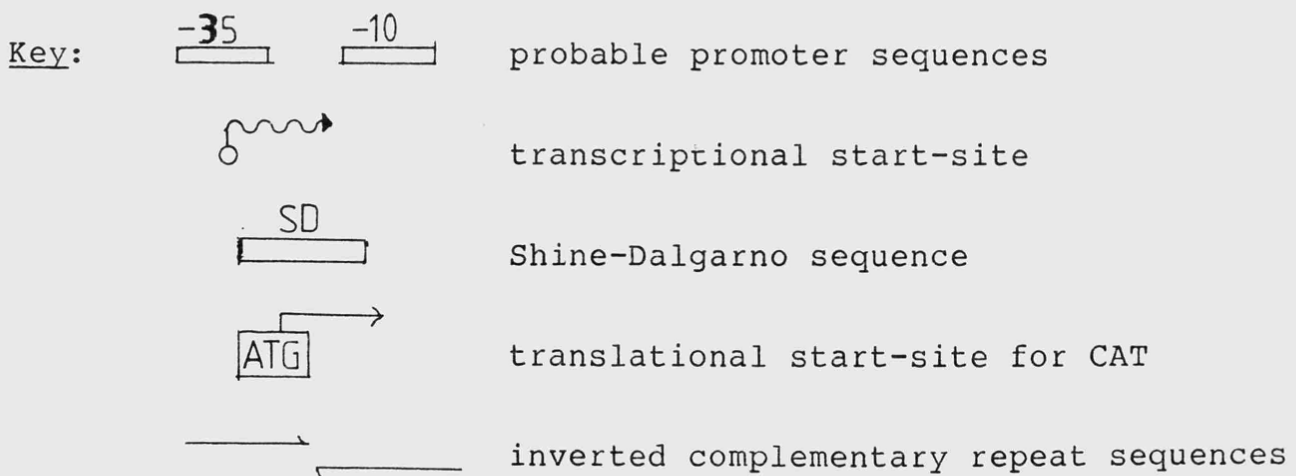 Key: -35 -10 probable promoter sequences
transcriptional start-site
SD
Shine-Dalgarno sequence
ATG translational start-site for CAT
inverted complementary repeat sequences